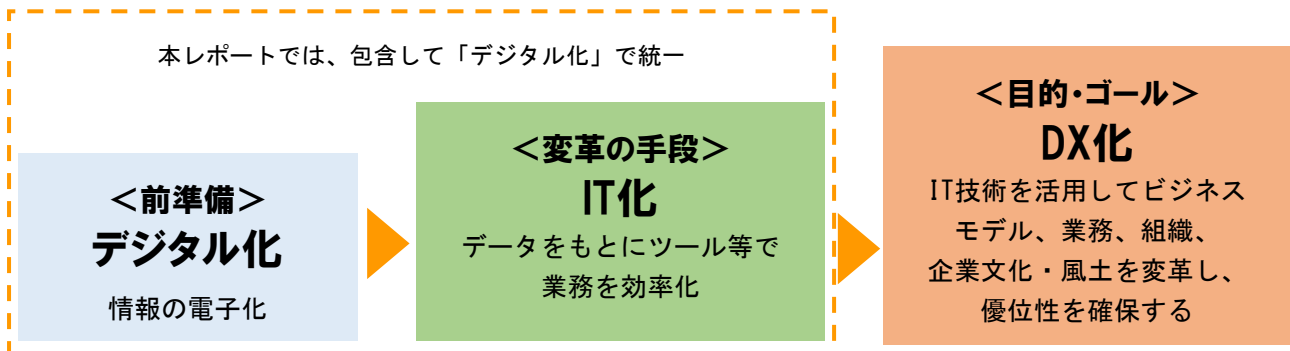 本レポートでは、包含して「デジタル化」で統一
＜前準備＞
デジタル化
情報の電子化
＜変革の手段＞
IT化
データをもとにツール等で
業務を効率化
＜目的・ゴール＞
DX化
IT技術を活用してビジネス
モデル、業務、組織、
企業文化・風土を変革し、
優位性を確保する